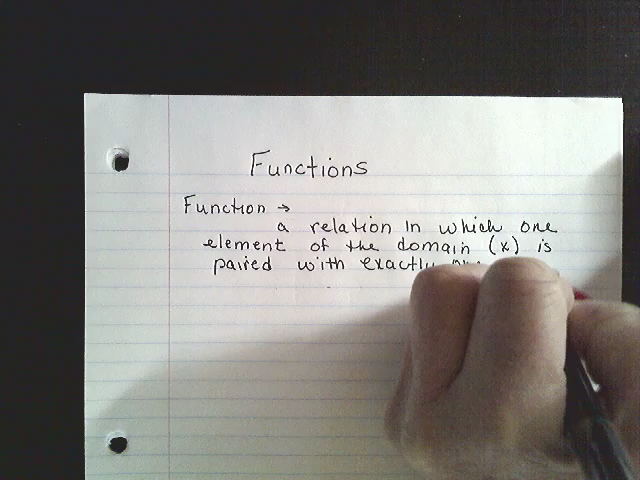 Functions
Function →
a relation in which one
element of the domain (x) is
paired with exactly